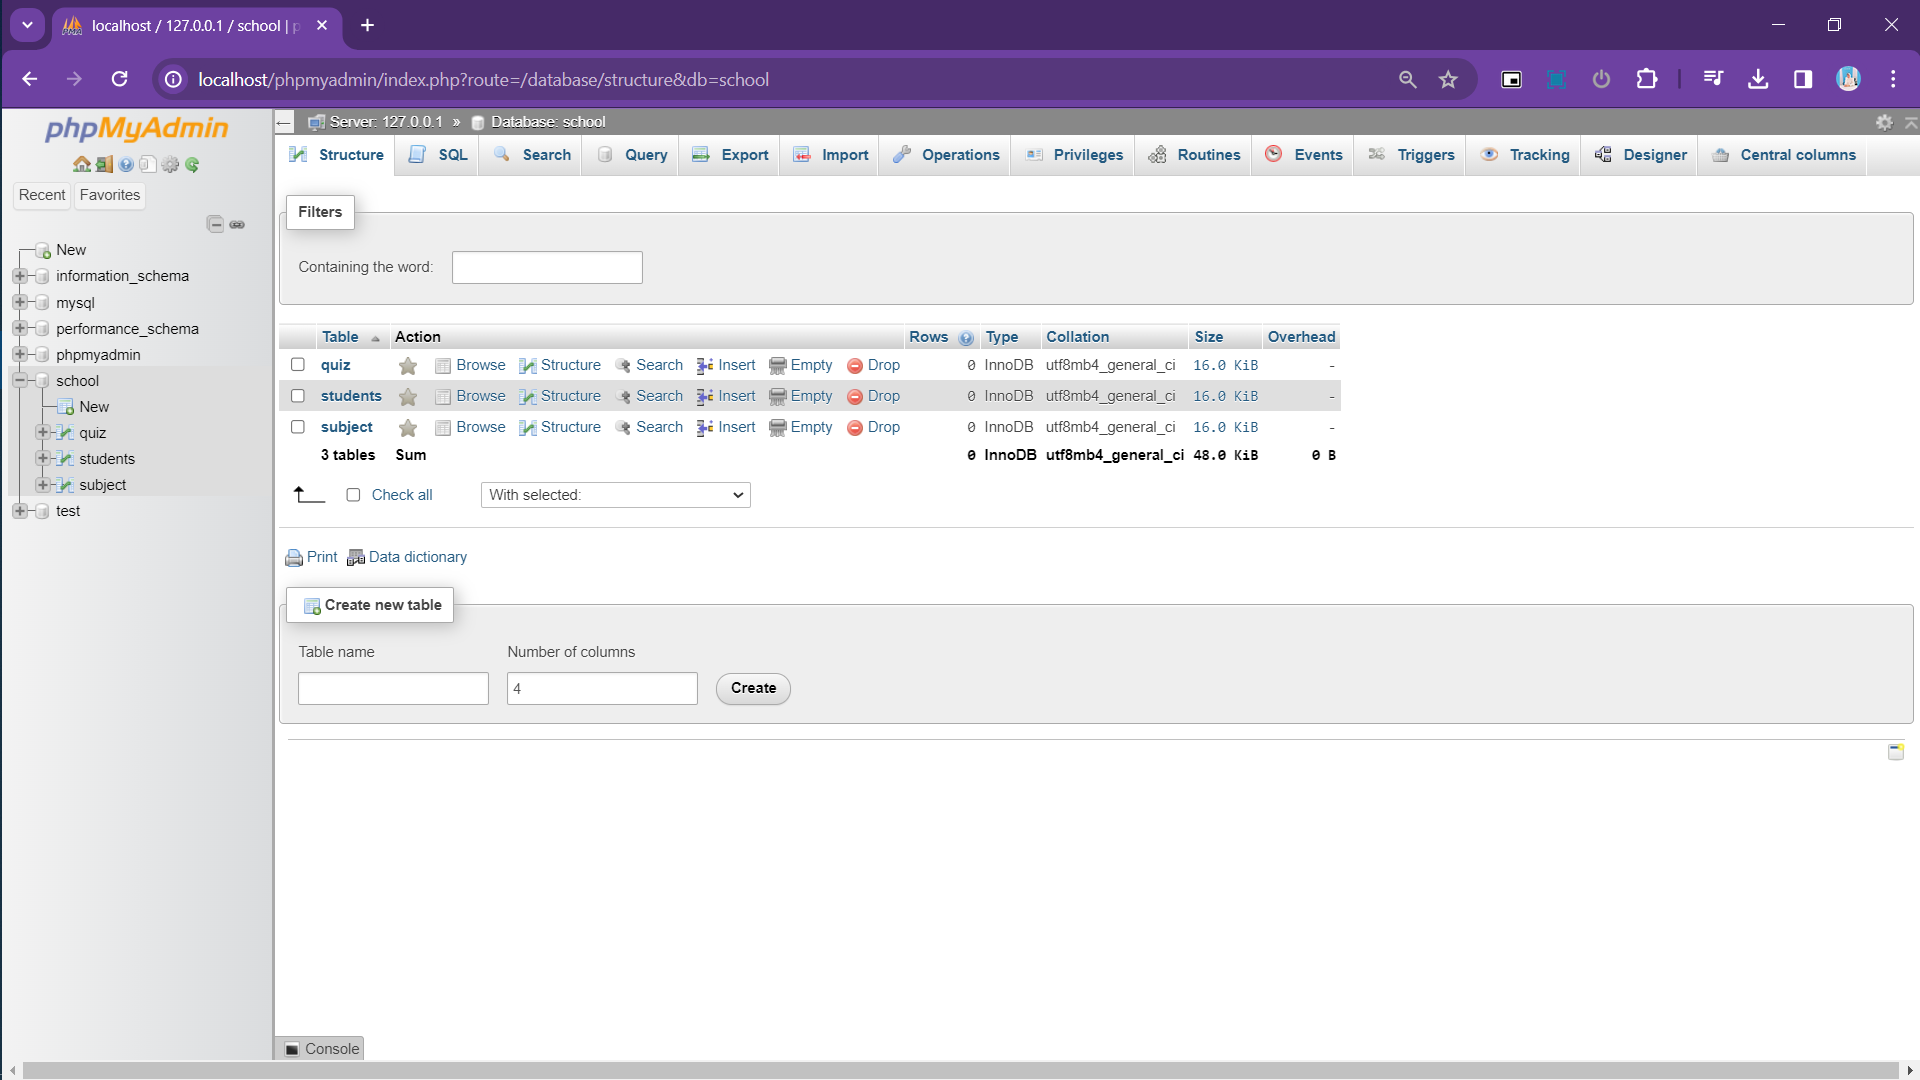 localhost / 127.0.0.1 / school | p
localhost/phpmyadmin/index.php?route=/database/structure&db=school
phpMyAdmin
Recent Favorites
New
information_schema
mysql
performance_schema
phpmyadmin
school
New
quiz
students
subject
test
Server: 127.0.0.1 » Database: school
Structure SQL Search Query Export Import Operations Privileges Routines Events Triggers Tracking Designer Central columns
Filters
Containing the word:
Table Action Rows Type Collation Size Overhead
quiz Browse Structure Search Insert Empty Drop 0 InnoDB utf8mb4_general_ci 16.0 KiB -
students Browse Structure Search Insert Empty Drop 0 InnoDB utf8mb4_general_ci 16.0 KiB -
subject Browse Structure Search Insert Empty Drop 0 InnoDB utf8mb4_general_ci 16.0 KiB -
3 tables Sum 0 InnoDB utf8mb4_general_ci 48.0 KiB 0 B
Check all With selected:
Print Data dictionary
Create new table
Table name Number of columns
4 Create
Console